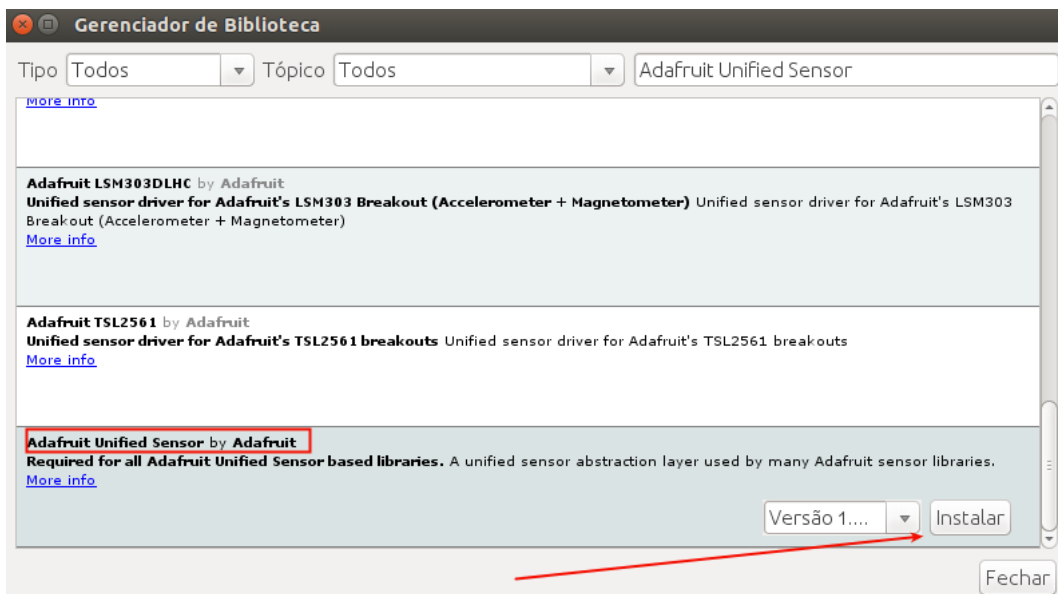 Gerenciador de Biblioteca
Tipo Todos Tópico Todos Adafruit Unified Sensor
More info
Adafruit LSM303DLHC by Adafruit
Unified sensor driver for Adafruit's LSM303 Breakout (Accelerometer + Magnetometer) Unified sensor driver for Adafruit's LSM303
Breakout (Accelerometer + Magnetometer)
More info
Adafruit TSL2561 by Adafruit
Unified sensor driver for Adafruit's TSL2561 breakouts Unified sensor driver for Adafruit's TSL2561 breakouts
More info
Adafruit Unified Sensor by Adafruit
Required for all Adafruit Unified Sensor based libraries. A unified sensor abstraction layer used by many Adafruit sensor libraries.
More info
Versão 1.... Instalar
Fechar